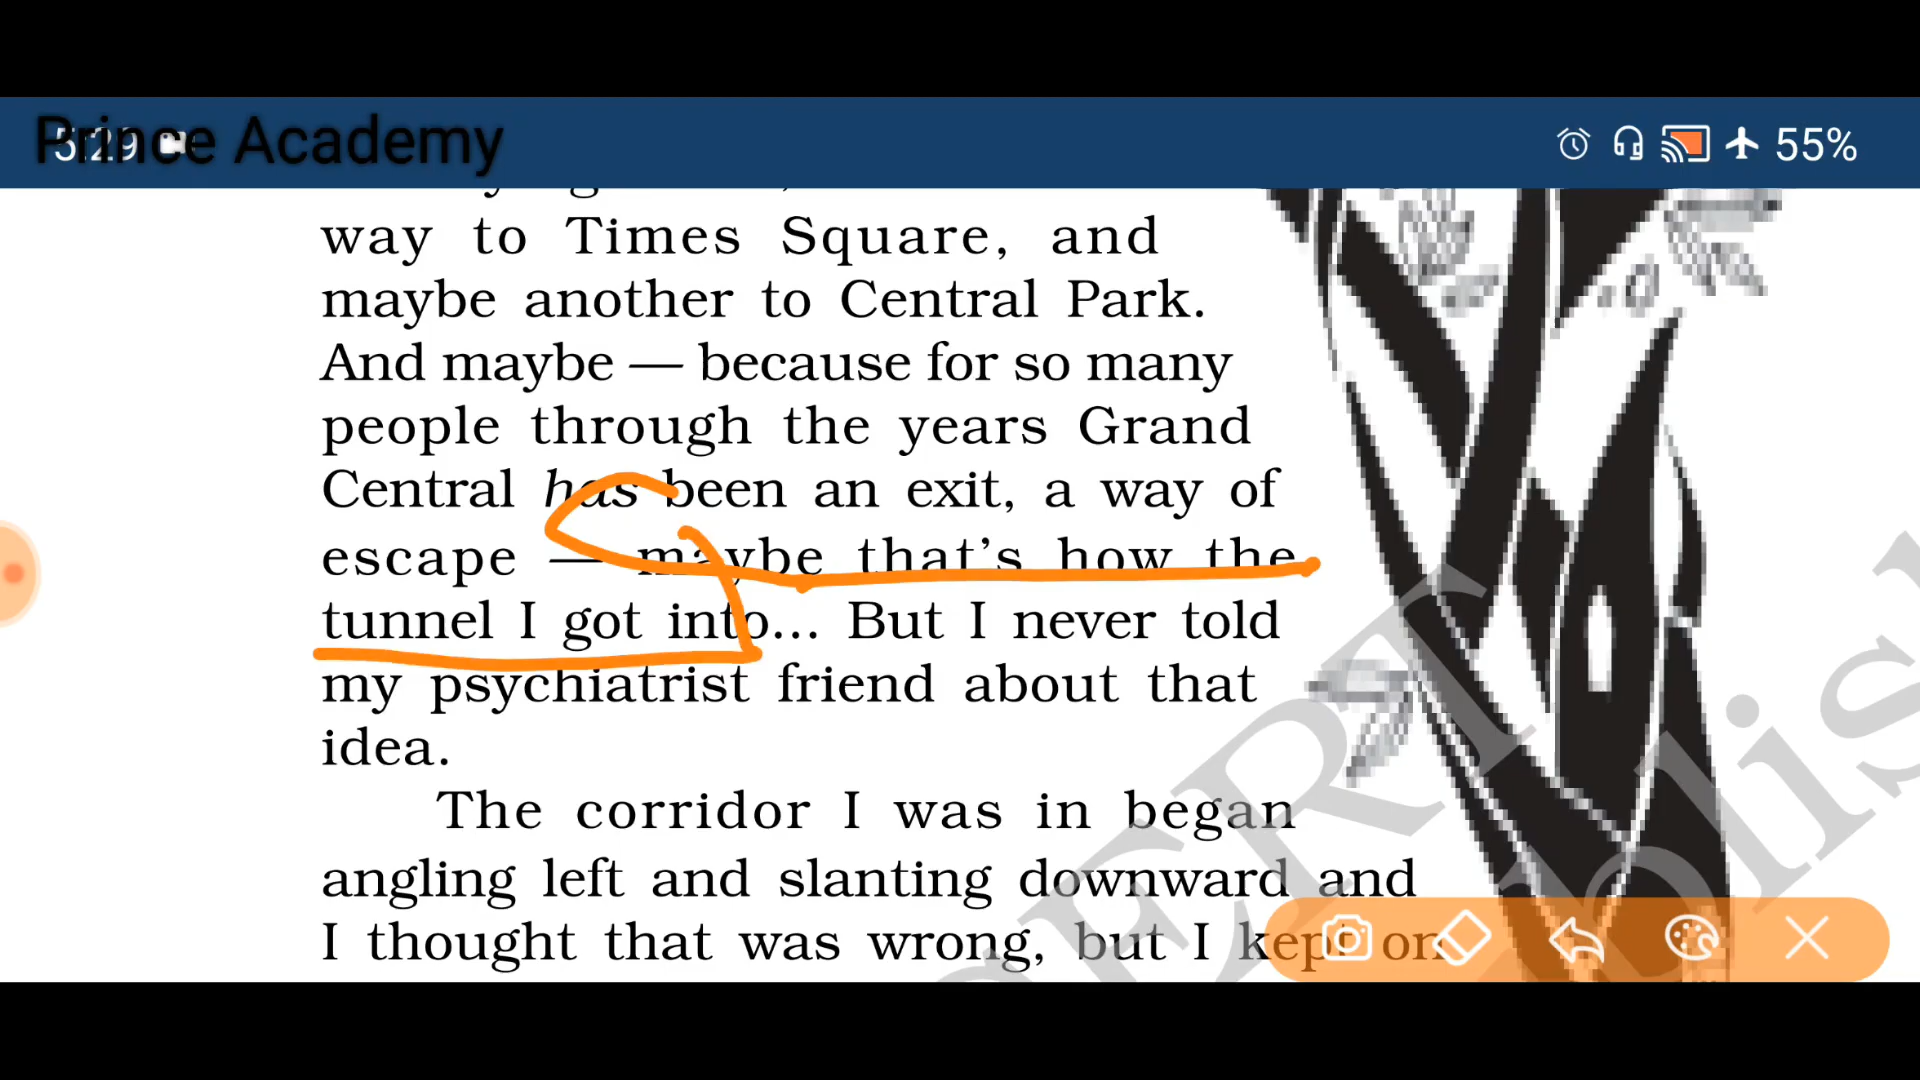 Prince Academy
5:29
55%
way to Times Square, and
maybe another to Central Park.
And maybe — because for so many
people through the years Grand
Central has been an exit, a way of
escape — maybe that's how the
tunnel I got into... But I never told
my psychiatrist friend about that
idea.
The corridor I was in began
angling left and slanting downward and
I thought that was wrong, but I kept on